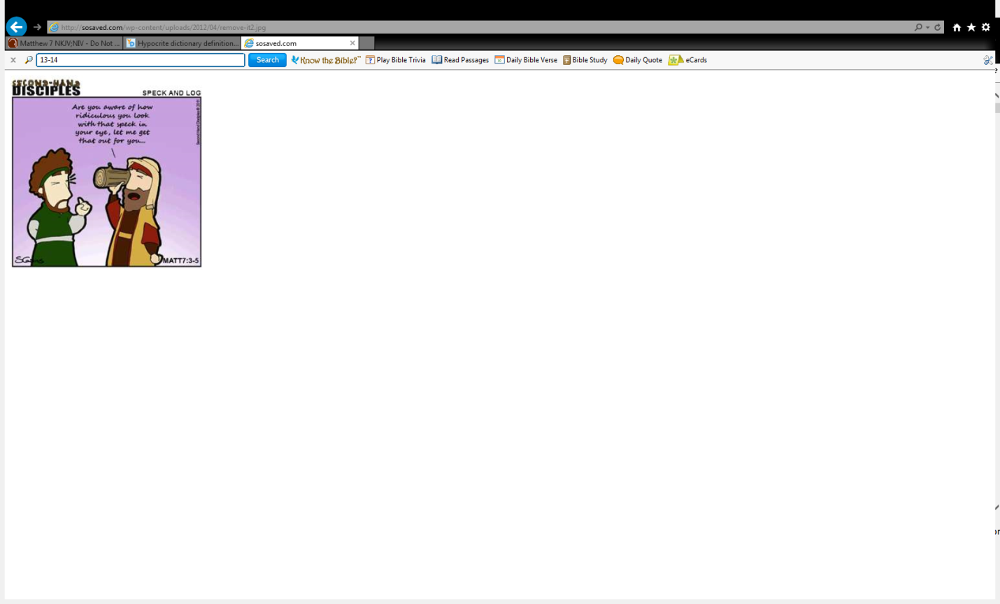 http://sosaved.com/wp-content/uploads/2012/04/remove-it2.jpg
Matthew 7 NKJV;NIV - Do Not ... Hypocrite dictionary definition... sosaved.com
13-14 Search Know the Bible?™ Play Bible Trivia Read Passages Daily Bible Verse Bible Study Daily Quote eCards
SECOND-HAND
DISCIPLES SPECK AND LOG
Are you aware of how
ridiculous you look
with that speck in
your eye, let me get
that out for you...
MATT7:3-5